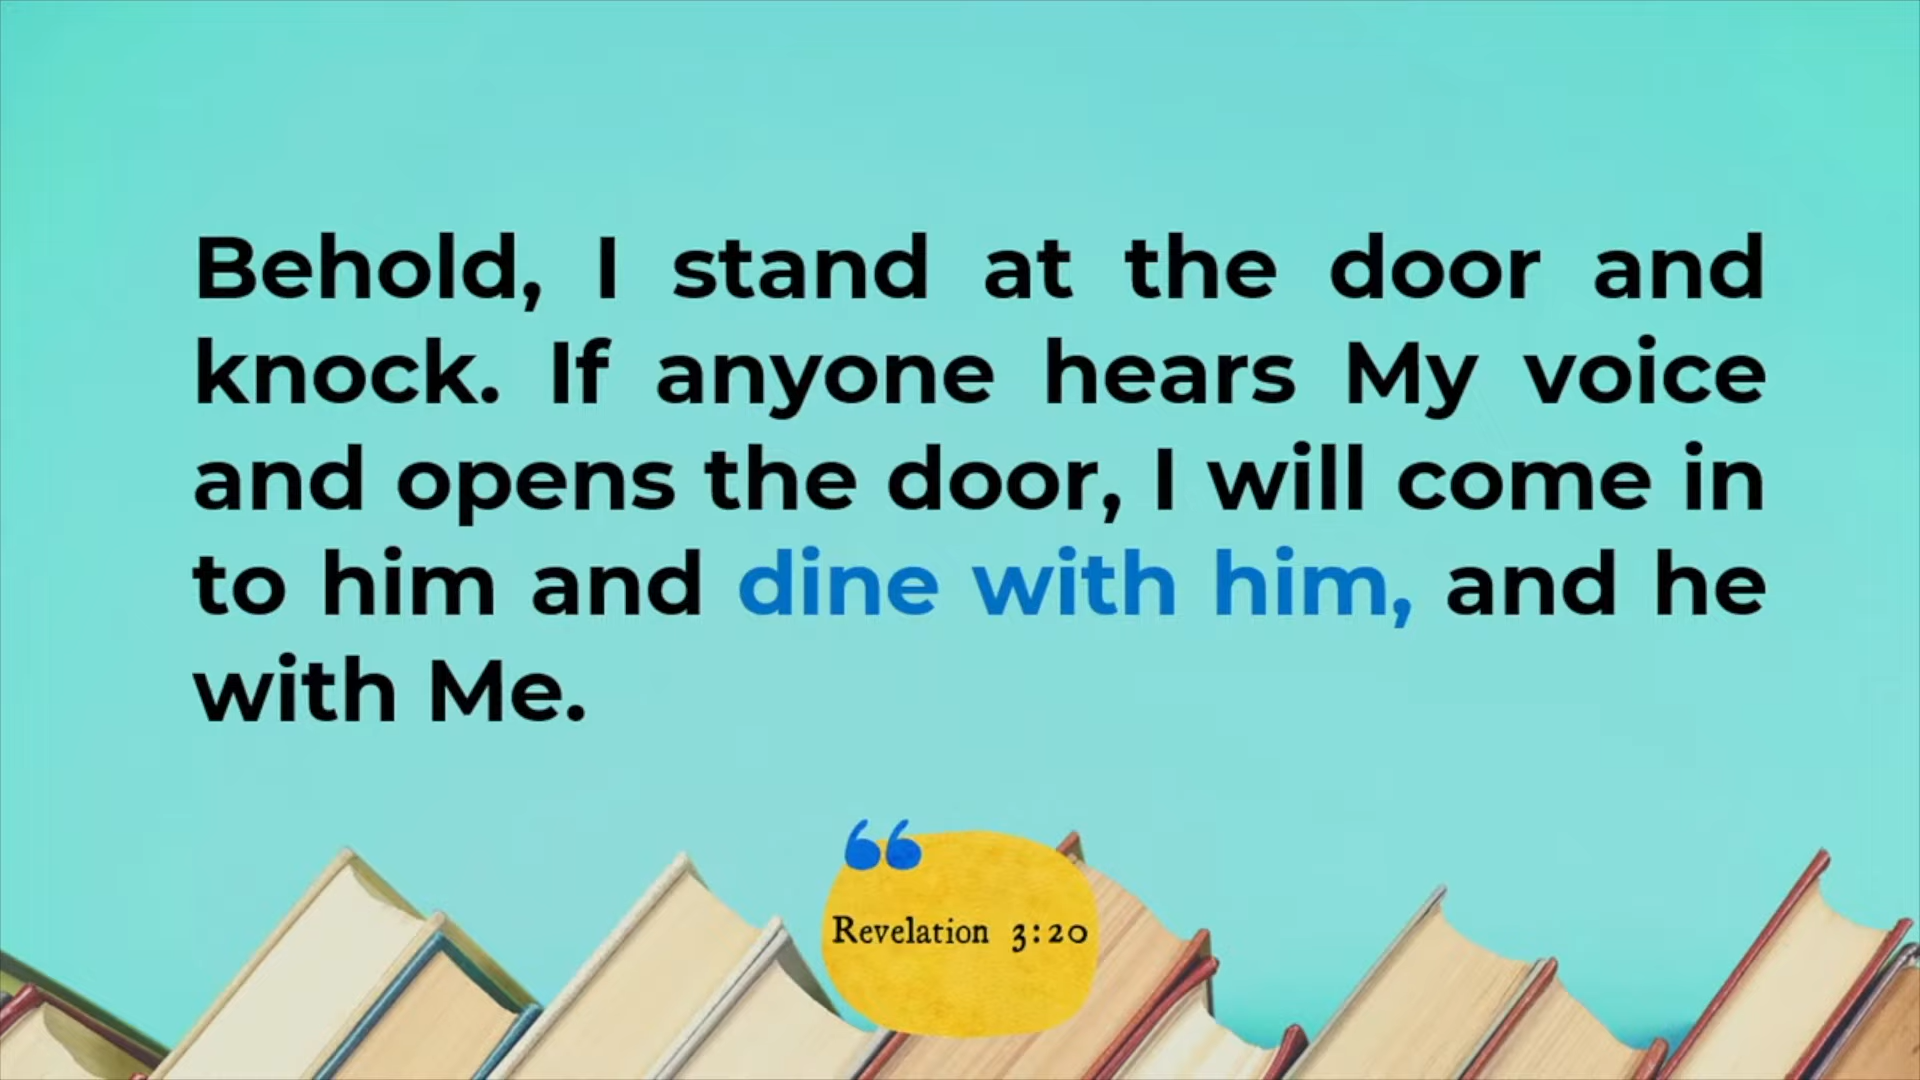 Behold, I stand at the door and
knock. If anyone hears My voice
and opens the door, I will come in
to him and dine with him, and he
with Me.
Revelation 3:20